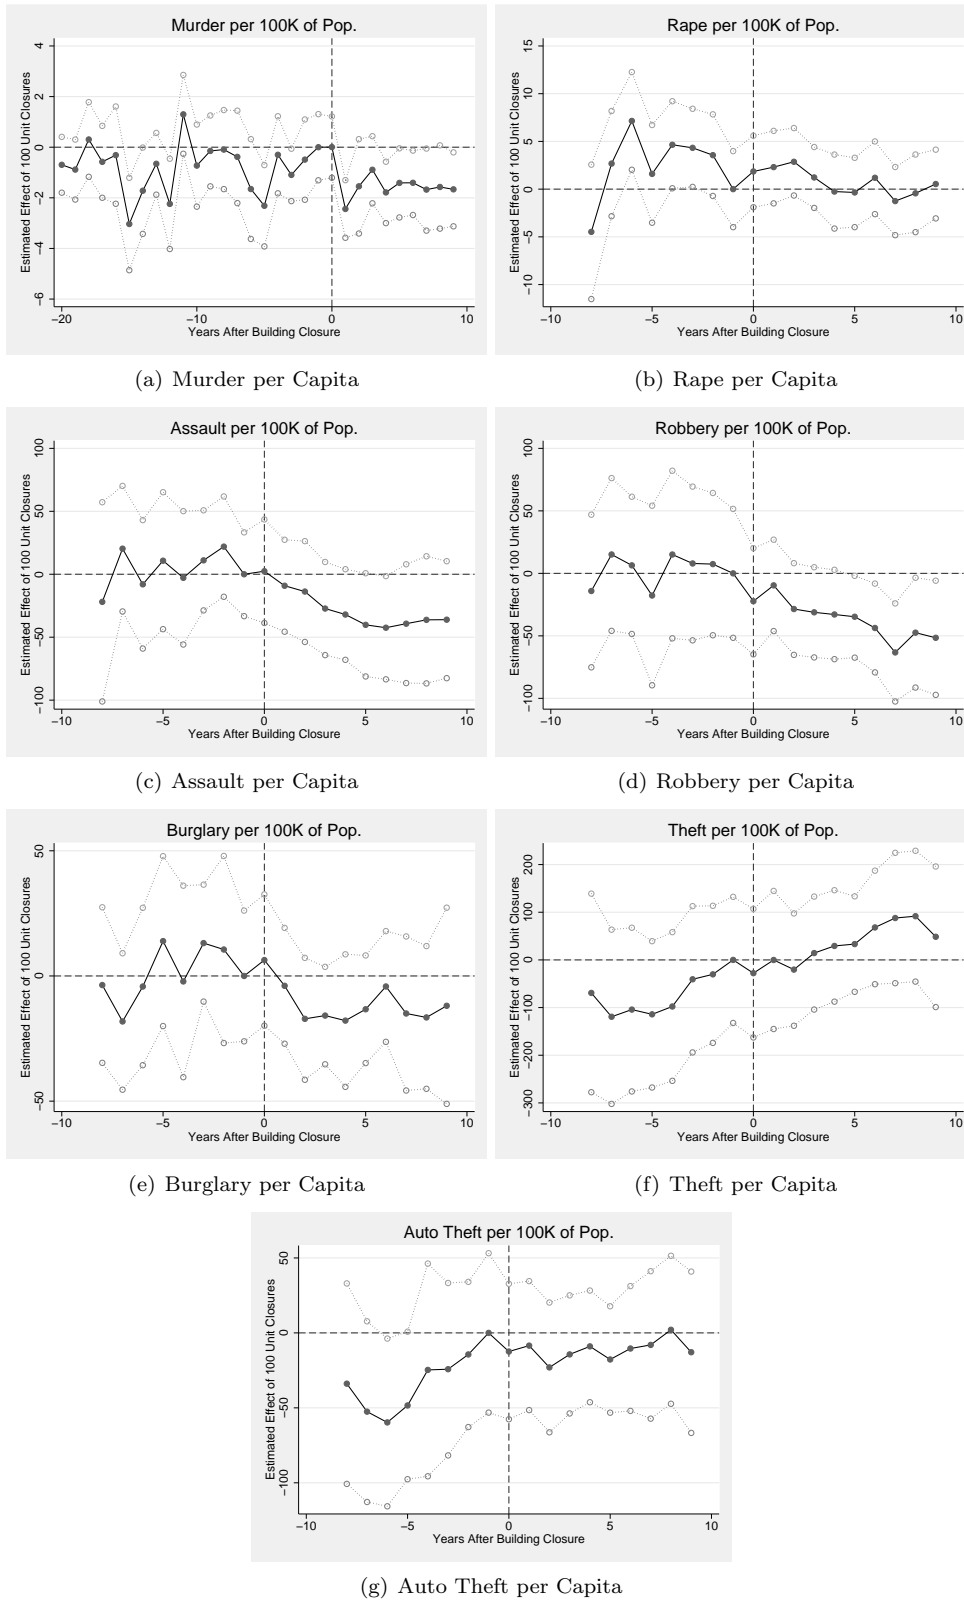 Murder per 100K of Pop.
Estimated Effect of 100 Unit Closures
4
2
0
−2
−4
−6
−20
−10
0
10
Years After Building Closure
(a) Murder per Capita
Rape per 100K of Pop.
Estimated Effect of 100 Unit Closures
15
10
5
0
−5
−10
−10
−5
0
5
10
Years After Building Closure
(b) Rape per Capita
Assault per 100K of Pop.
Estimated Effect of 100 Unit Closures
100
50
0
−50
−100
−10
−5
0
5
10
Years After Building Closure
(c) Assault per Capita
Robbery per 100K of Pop.
Estimated Effect of 100 Unit Closures
100
50
0
−50
−100
−10
−5
0
5
10
Years After Building Closure
(d) Robbery per Capita
Burglary per 100K of Pop.
Estimated Effect of 100 Unit Closures
50
0
−50
−10
−5
0
5
10
Years After Building Closure
(e) Burglary per Capita
Theft per 100K of Pop.
Estimated Effect of 100 Unit Closures
200
100
0
−100
−200
−300
−10
−5
0
5
10
Years After Building Closure
(f) Theft per Capita
Auto Theft per 100K of Pop.
Estimated Effect of 100 Unit Closures
50
0
−50
−100
−10
−5
0
5
10
Years After Building Closure
(g) Auto Theft per Capita